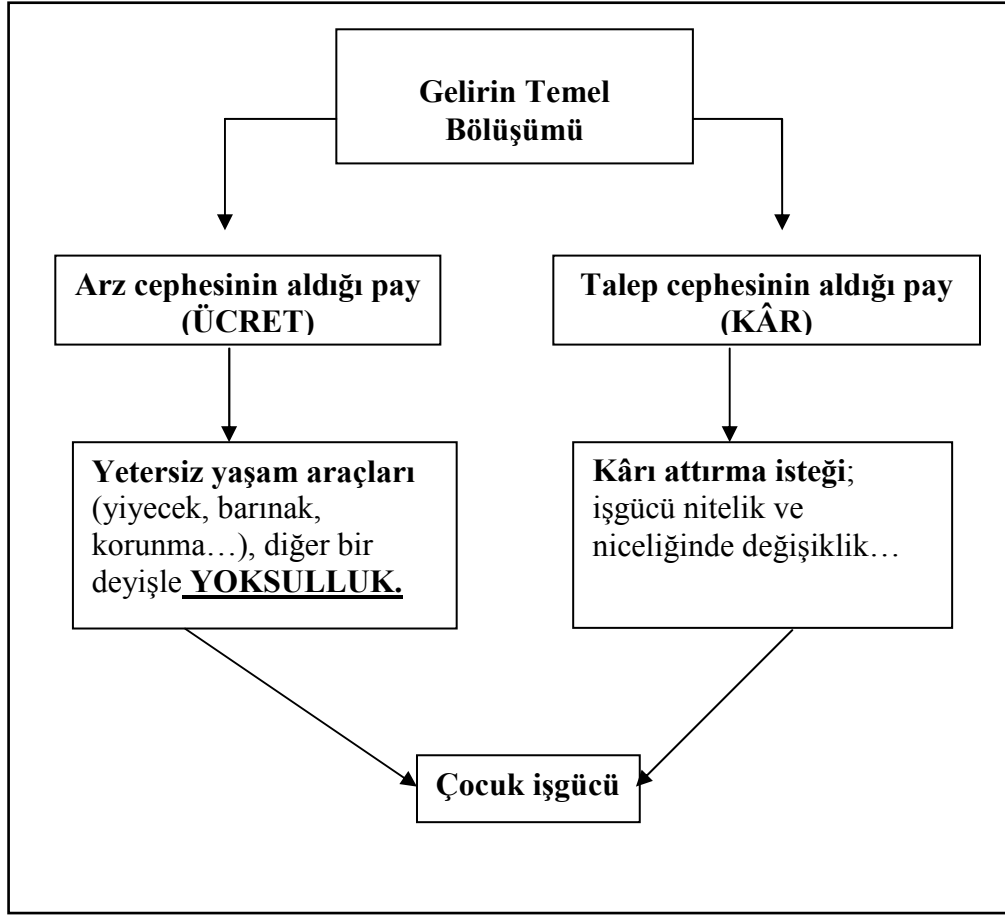 Gelirin Temel
Bölüşümü
Arz cephesinin aldığı pay
(ÜCRET)
Talep cephesinin aldığı pay
(KÂR)
Yetersiz yaşam araçları
(yiyecek, barınak,
korunma…), diğer bir
deyişle YOKSULLUK.
Kârı attırma isteği;
işgücü nitelik ve
niceliğinde değişiklik…
Çocuk işgücü